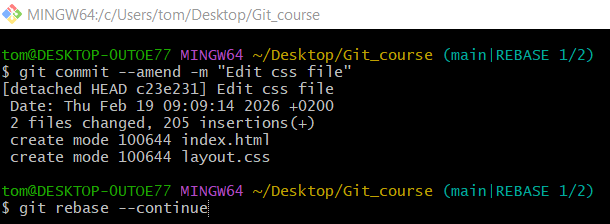 MINGW64:/c/Users/tom/Desktop/Git_course
tom@DESKTOP-OUTOE77 MINGW64 ~/Desktop/Git_course (main|REBASE 1/2)
$ git commit --amend -m "Edit css file"
[detached HEAD c23e231] Edit css file
 Date: Thu Feb 19 09:09:14 2026 +0200
 2 files changed, 205 insertions(+)
 create mode 100644 index.html
 create mode 100644 layout.css
tom@DESKTOP-OUTOE77 MINGW64 ~/Desktop/Git_course (main|REBASE 1/2)
$ git rebase --continue